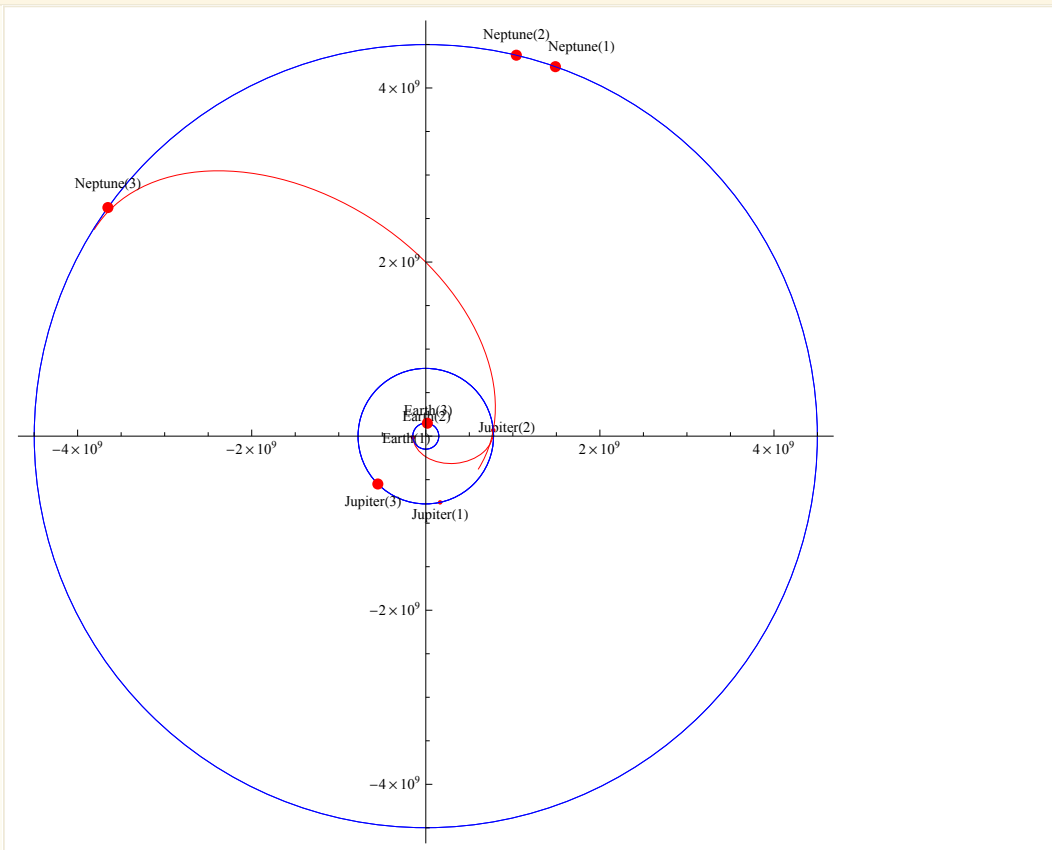 Neptune(2)
Neptune(1)
4×10⁹
Neptune(3)
2×10⁹
Earth(3)
Earth(2)
Earth(1)
Jupiter(2)
−4×10⁹
−2×10⁹
2×10⁹
4×10⁹
Jupiter(3)
Jupiter(1)
−2×10⁹
−4×10⁹